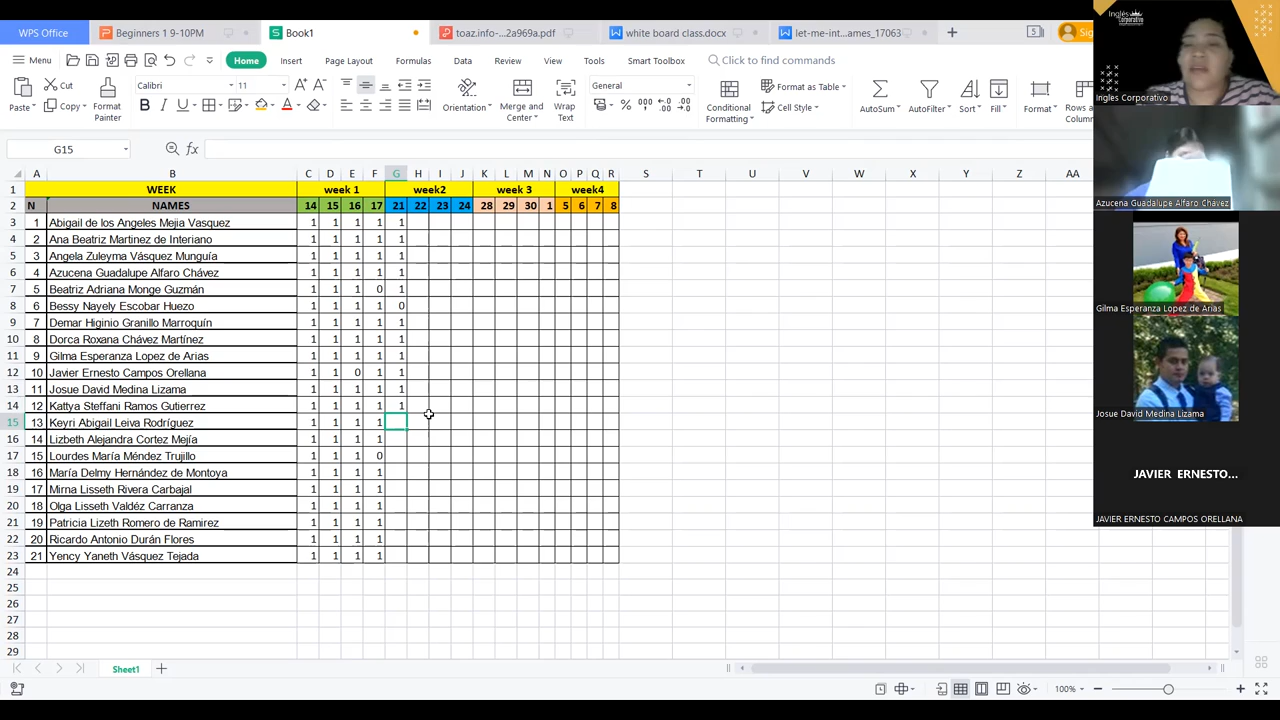 WPS Office
Beginners 1 9-10PM
Book1
toaz.info-...2a969a.pdf
white board class.docx
let-me-int...ames_17063
5
Menu
Home
Insert
Page Layout
Formulas
Data
Review
View
Tools
Smart Toolbox
Click to find commands
Paste
Cut
Copy
Format Painter
Calibri
11
B I U A
Orientation
Merge and Center
Wrap Text
General
Conditional Formatting
Format as Table
Cell Style
AutoSum
AutoFilter
Sort
Fill
Format
G15
fx
A B C D E F G H I J K L M N O P Q R S T U V W X Y Z AA
1 WEEK week 1 week2 week 3 week4
2 N NAMES 14 15 16 17 21 22 23 24 28 29 30 1 5 6 7 8
3 1 Abigail de los Angeles Mejia Vasquez 1 1 1 1 1
4 2 Ana Beatriz Martinez de Interiano 1 1 1 1 1
5 3 Angela Zuleyma Vásquez Munguía 1 1 1 1 1
6 4 Azucena Guadalupe Alfaro Chávez 1 1 1 1 1
7 5 Beatriz Adriana Monge Guzmán 1 1 1 0 1
8 6 Bessy Nayely Escobar Huezo 1 1 1 1 0
9 7 Demar Higinio Granillo Marroquín 1 1 1 1 1
10 8 Dorca Roxana Chávez Martínez 1 1 1 1 1
11 9 Gilma Esperanza Lopez de Arias 1 1 1 1 1
12 10 Javier Ernesto Campos Orellana 1 1 0 1 1
13 11 Josue David Medina Lizama 1 1 1 1 1
14 12 Kattya Steffani Ramos Gutierrez 1 1 1 1 1
15 13 Keyri Abigail Leiva Rodríguez 1 1 1 1
16 14 Lizbeth Alejandra Cortez Mejía 1 1 1 1
17 15 Lourdes María Méndez Trujillo 1 1 1 0
18 16 María Delmy Hernández de Montoya 1 1 1 1
19 17 Mirna Lisseth Rivera Carbajal 1 1 1 1
20 18 Olga Lisseth Valdéz Carranza 1 1 1 1
21 19 Patricia Lizeth Romero de Ramirez 1 1 1 1
22 20 Ricardo Antonio Durán Flores 1 1 1 1
23 21 Yency Yaneth Vásquez Tejada 1 1 1 1
24
25
26
27
28
29
Sheet1
100%
Inglés Corporativo
Ingles Corporativo
Azucena Guadalupe Alfaro Chávez
Gilma Esperanza Lopez de Arias
Josue David Medina Lizama
JAVIER ERNESTO...
JAVIER ERNESTO CAMPOS ORELLANA